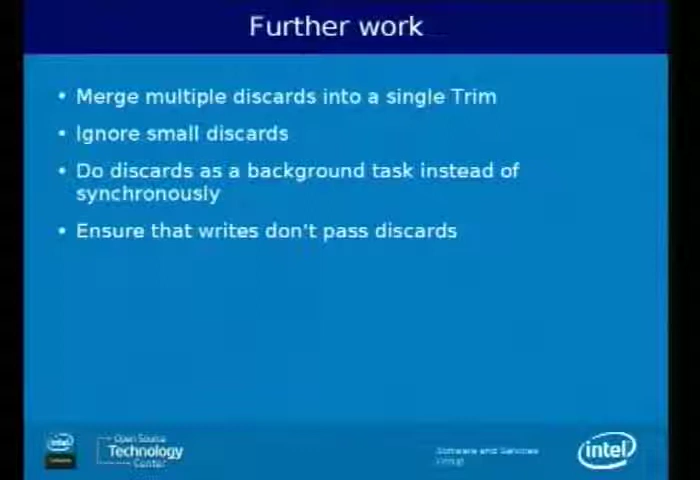 Further work
• Merge multiple discards into a single Trim
• Ignore small discards
• Do discards as a background task instead of
synchronously
• Ensure that writes don't pass discards
Open Source
Technology
Center
Software and Services
Group
intel
intel